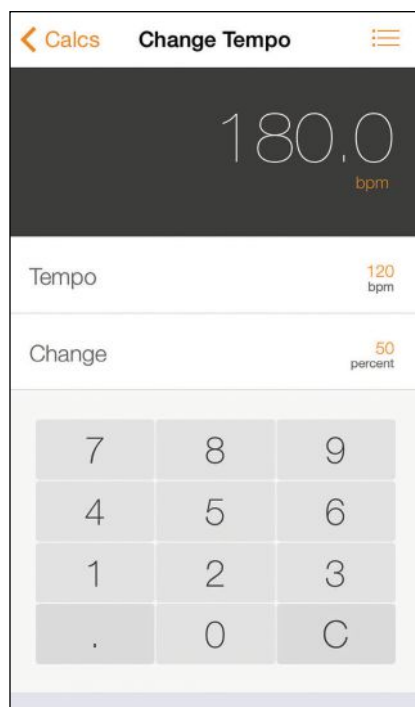 Calcs Change Tempo
180.0
bpm
Tempo 120
bpm
Change 50
percent
7 8 9
4 5 6
1 2 3
. 0 C